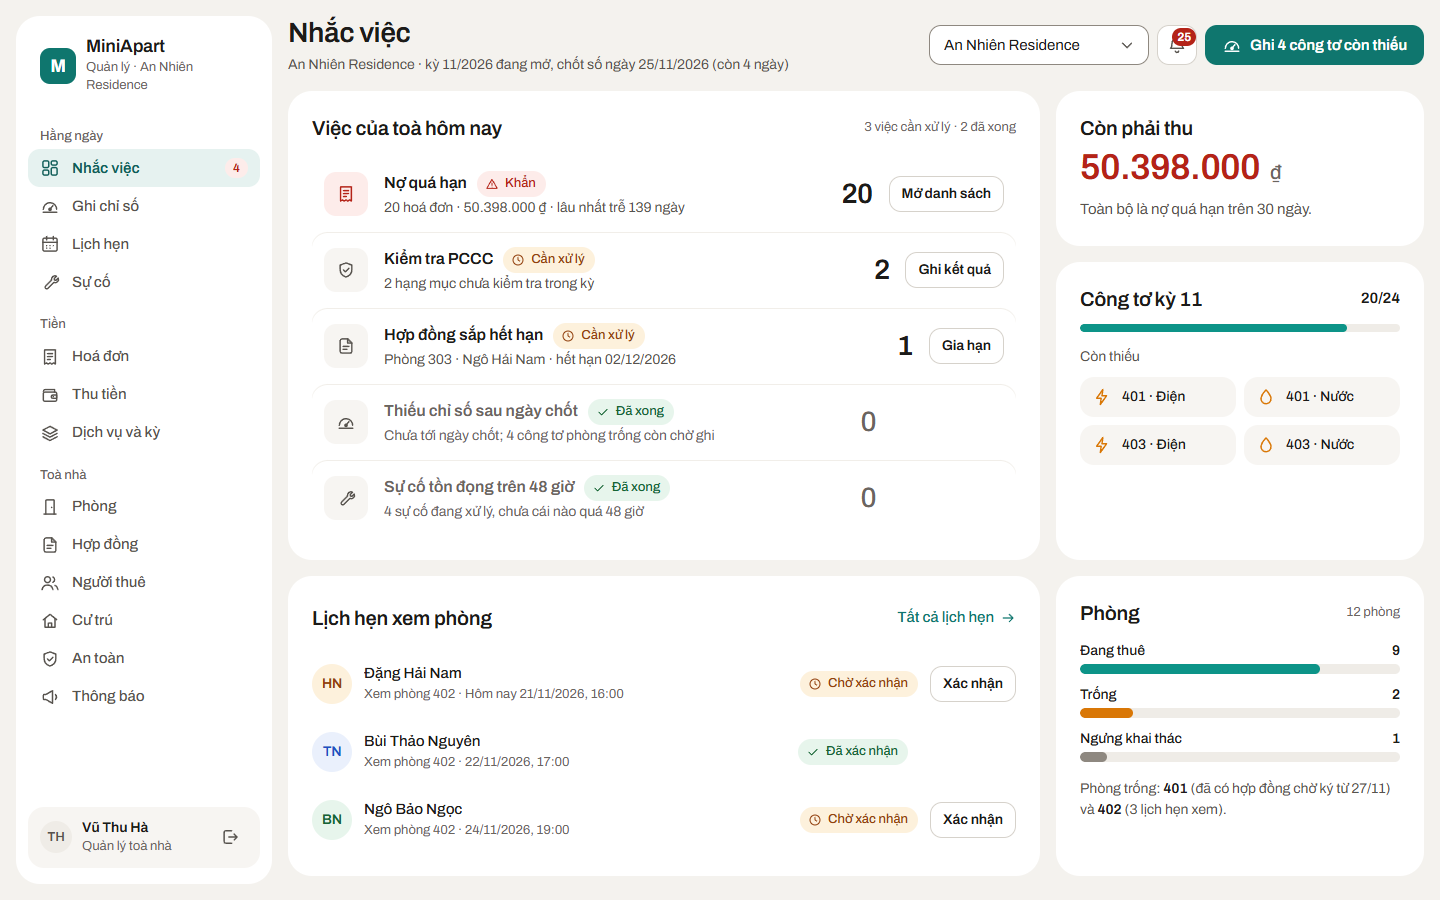 M
MiniApart
Quản lý · An Nhiên
Residence
Hằng ngày
Nhắc việc
4
Ghi chỉ số
Lịch hẹn
Sự cố
Tiền
Hoá đơn
Thu tiền
Dịch vụ và kỳ
Toà nhà
Phòng
Hợp đồng
Người thuê
Cư trú
An toàn
Thông báo
TH
Vũ Thu Hà
Quản lý toà nhà
Nhắc việc
An Nhiên Residence · kỳ 11/2026 đang mở, chốt số ngày 25/11/2026 (còn 4 ngày)
An Nhiên Residence
25
Ghi 4 công tơ còn thiếu
Việc của toà hôm nay
3 việc cần xử lý · 2 đã xong
Nợ quá hạn
Khẩn
20 hoá đơn · 50.398.000 ₫ · lâu nhất trễ 139 ngày
20
Mở danh sách
Kiểm tra PCCC
Cần xử lý
2 hạng mục chưa kiểm tra trong kỳ
2
Ghi kết quả
Hợp đồng sắp hết hạn
Cần xử lý
Phòng 303 · Ngô Hải Nam · hết hạn 02/12/2026
1
Gia hạn
Thiếu chỉ số sau ngày chốt
Đã xong
Chưa tới ngày chốt; 4 công tơ phòng trống còn chờ ghi
0
Sự cố tồn đọng trên 48 giờ
Đã xong
4 sự cố đang xử lý, chưa cái nào quá 48 giờ
0
Còn phải thu
50.398.000 ₫
Toàn bộ là nợ quá hạn trên 30 ngày.
Công tơ kỳ 11
20/24
Còn thiếu
401 · Điện
401 · Nước
403 · Điện
403 · Nước
Lịch hẹn xem phòng
Tất cả lịch hẹn
HN
Đặng Hải Nam
Xem phòng 402 · Hôm nay 21/11/2026, 16:00
Chờ xác nhận
Xác nhận
TN
Bùi Thảo Nguyên
Xem phòng 402 · 22/11/2026, 17:00
Đã xác nhận
BN
Ngô Bảo Ngọc
Xem phòng 402 · 24/11/2026, 19:00
Chờ xác nhận
Xác nhận
Phòng
12 phòng
Đang thuê
9
Trống
2
Ngưng khai thác
1
Phòng trống: 401 (đã có hợp đồng chờ ký từ 27/11)
và 402 (3 lịch hẹn xem).